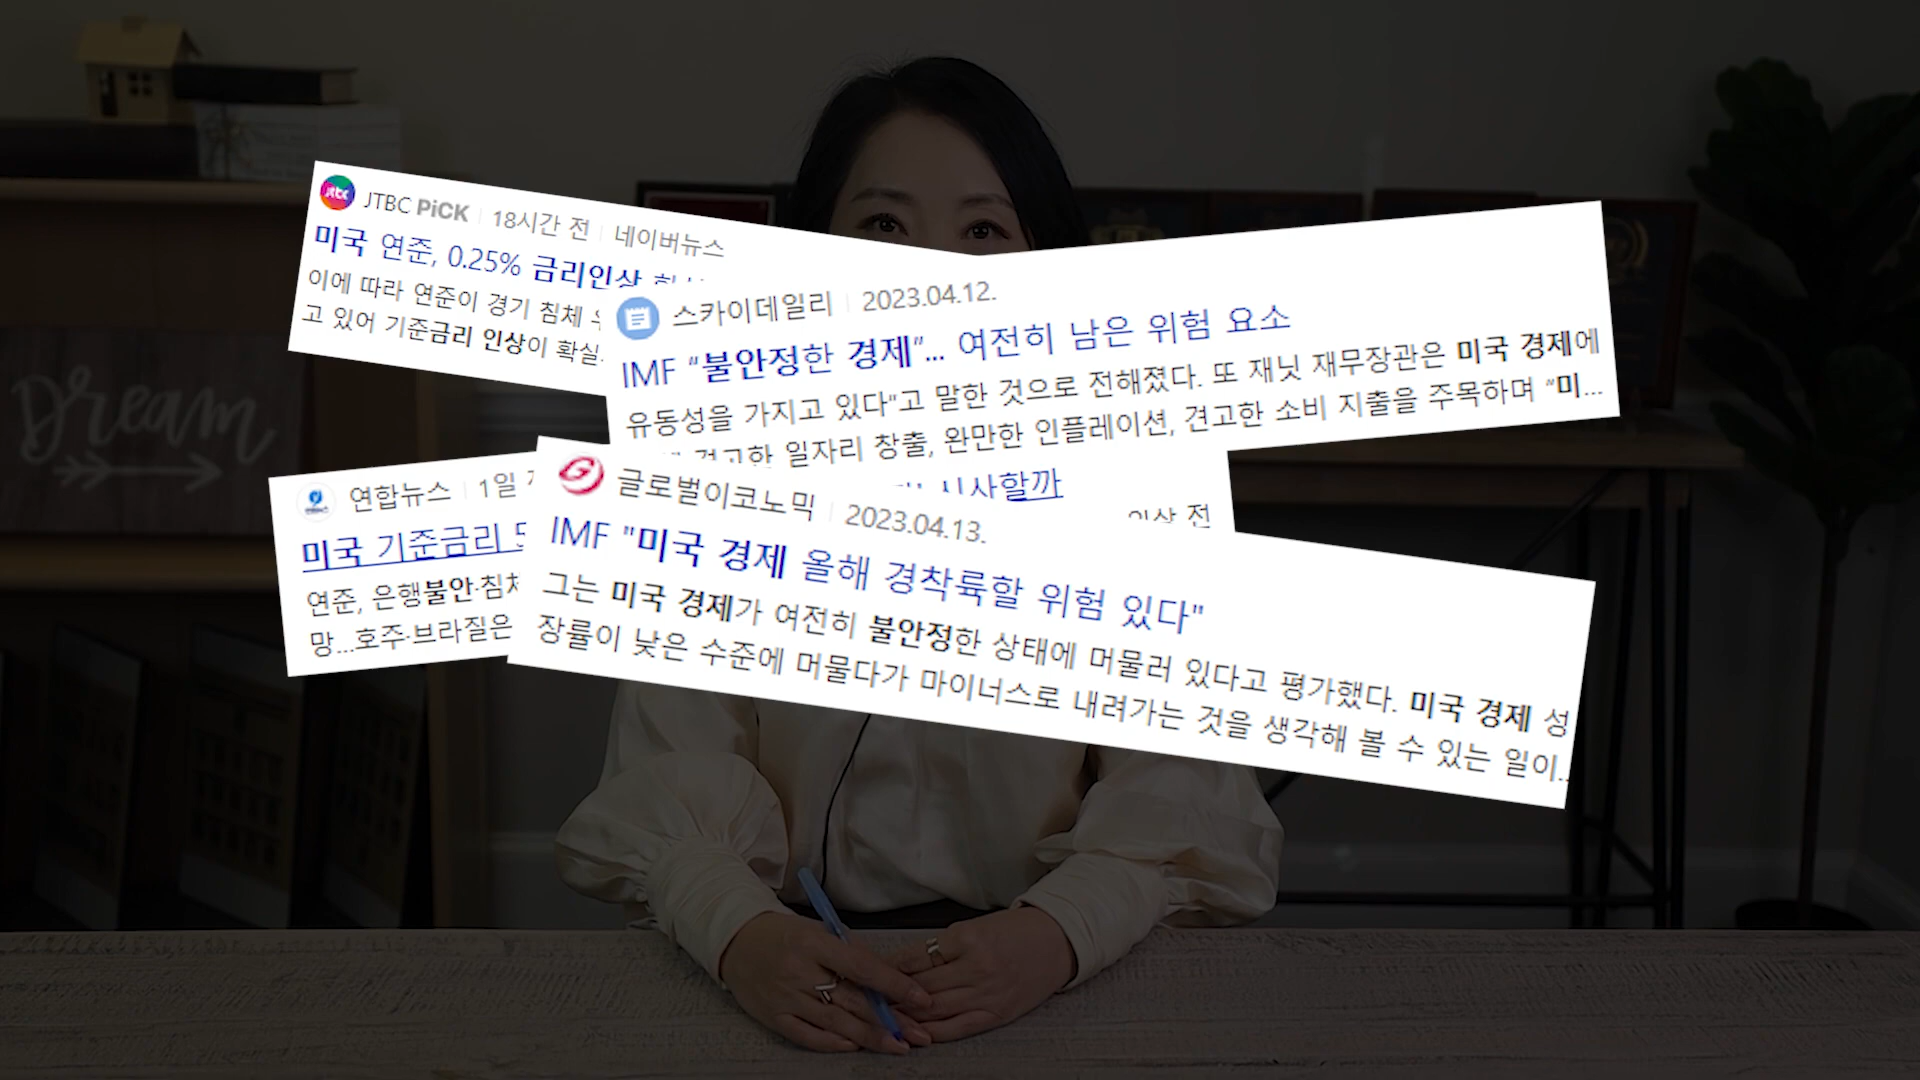 JTBC PiCK 18시간 전 네이버뉴스
미국 연준, 0.25% 금리인상
이에 따라 연준이 경기 침체
고 있어 기준금리 인상이 확실
스카이데일리 2023.04.12.
IMF “불안정한 경제”... 여전히 남은 위험 요소
유동성을 가지고 있다”고 말한 것으로 전해졌다. 또 재닛 재무장관은 미국 경제에
견고한 일자리 창출, 완만한 인플레이션, 견고한 소비 지출을 주목하며 “미...
시사할까
인상 전
연합뉴스 1일
미국 기준금리
연준, 은행불안·침체
망...호주·브라질은
글로벌이코노믹 2023.04.13.
IMF "미국 경제 올해 경착륙할 위험 있다"
그는 미국 경제가 여전히 불안정한 상태에 머물러 있다고 평가했다. 미국 경제 성
장률이 낮은 수준에 머물다가 마이너스로 내려가는 것을 생각해 볼 수 있는 일이..
Dream